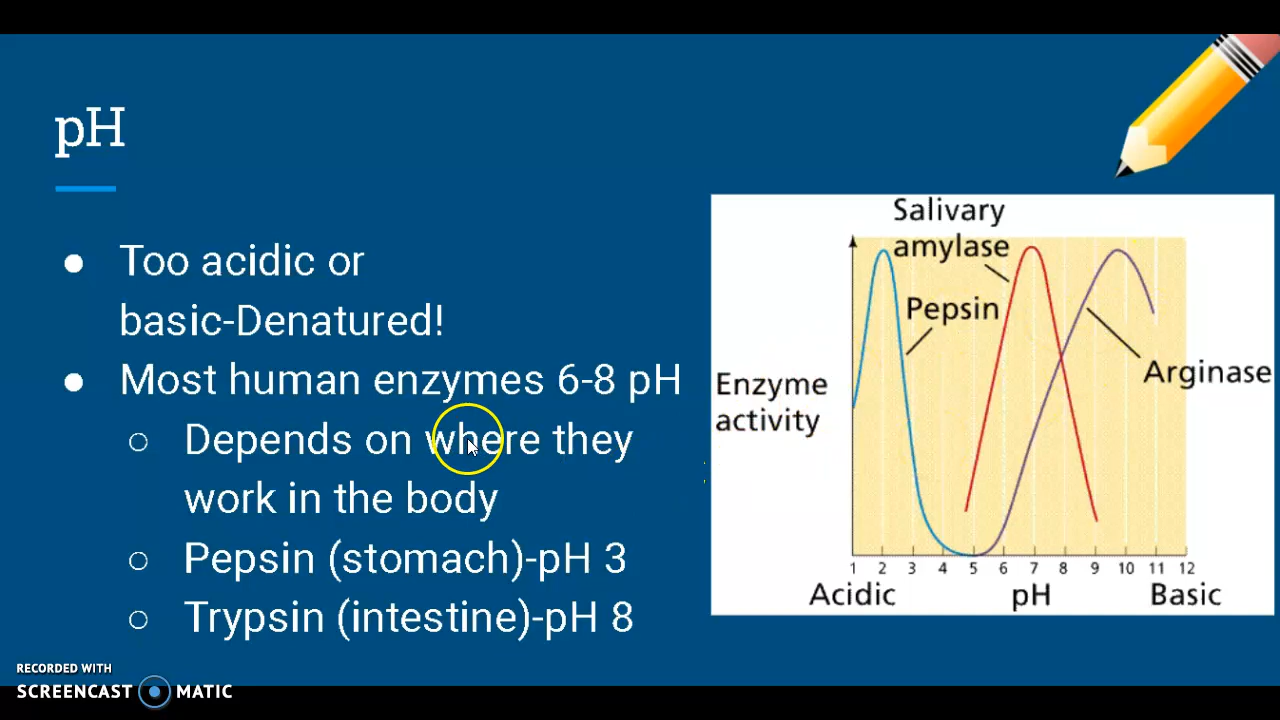 pH
● Too acidic or
basic-Denatured!
● Most human enzymes 6-8 pH
○ Depends on where they
work in the body
○ Pepsin (stomach)-pH 3
○ Trypsin (intestine)-pH 8
Salivary
amylase
Pepsin
Arginase
Enzyme
activity
1 2 3 4 5 6 7 8 9 10 11 12
Acidic pH Basic
RECORDED WITH
SCREENCAST MATIC